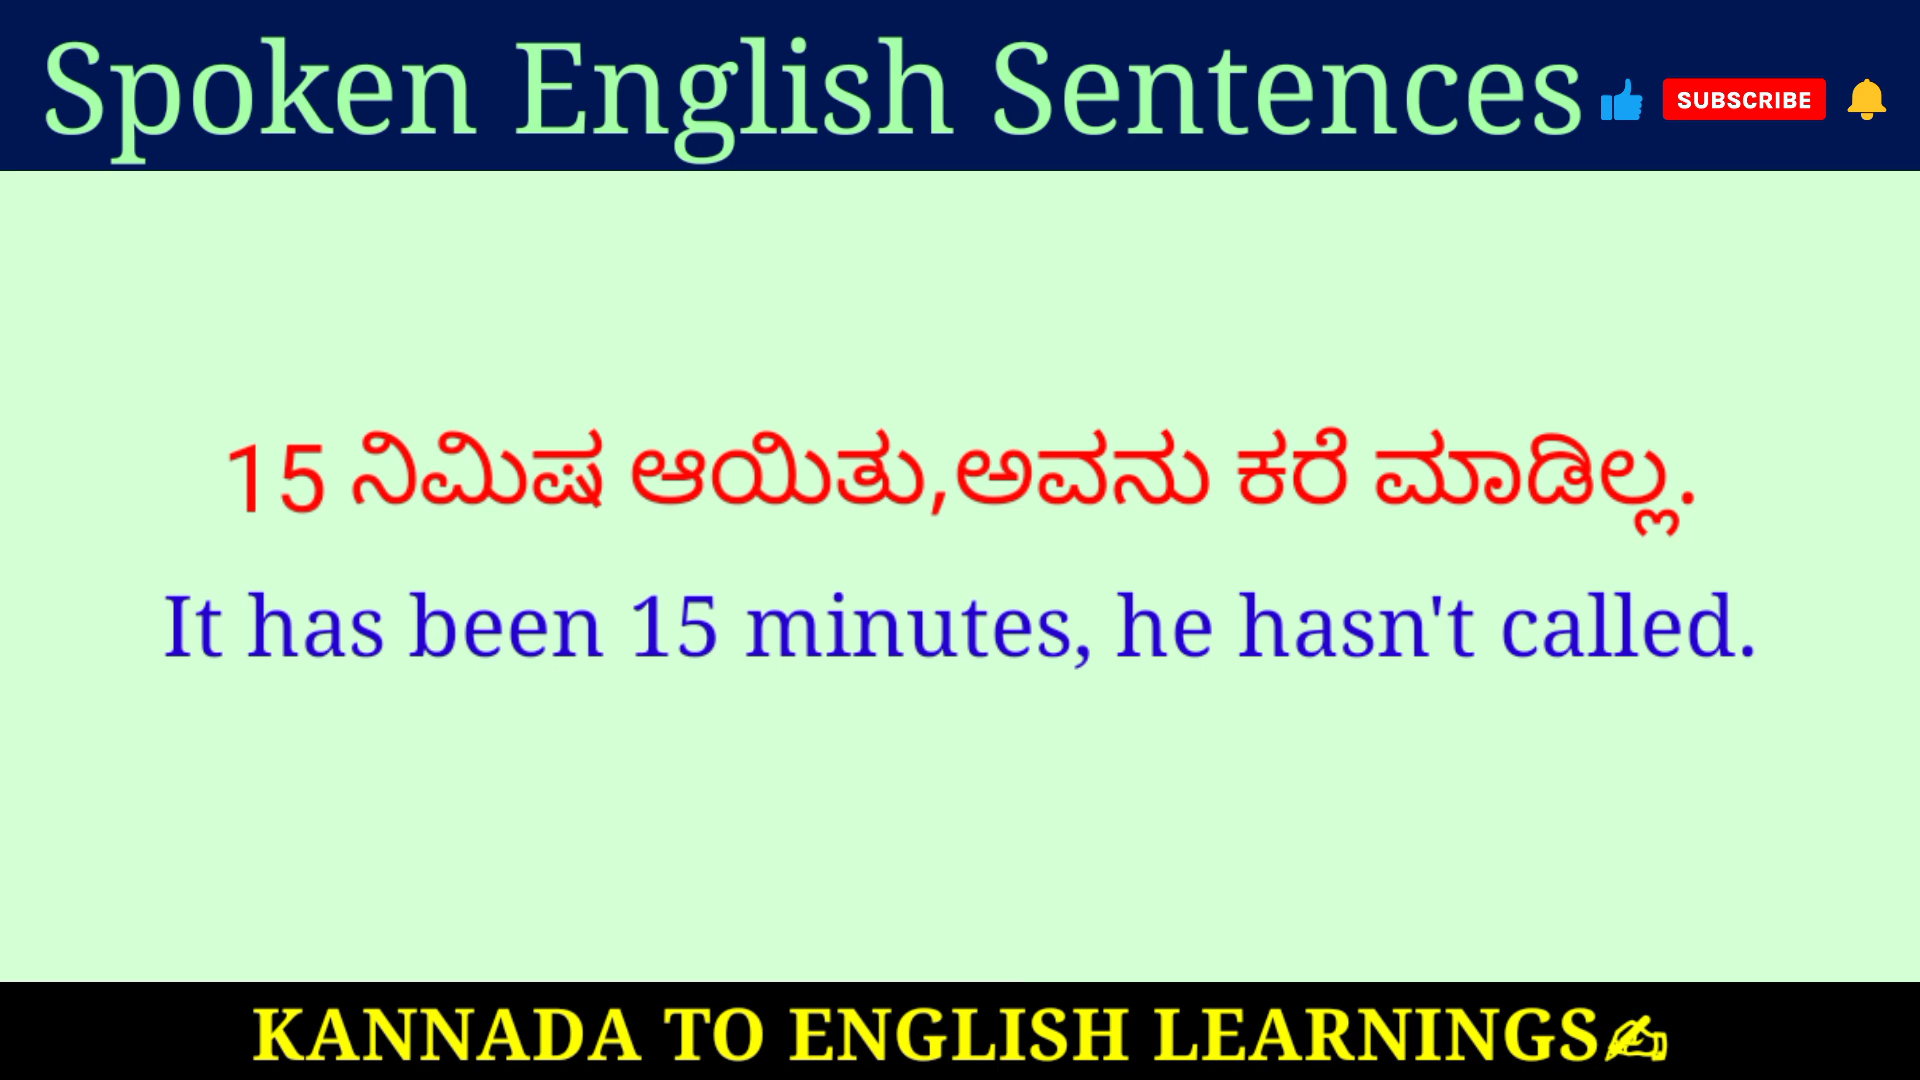 Spoken English Sentences
SUBSCRIBE
15 ನಿಮಿಷ ಆಯಿತು,ಅವನು ಕರೆ ಮಾಡಿಲ್ಲ.
It has been 15 minutes, he hasn't called.
KANNADA TO ENGLISH LEARNINGS✍